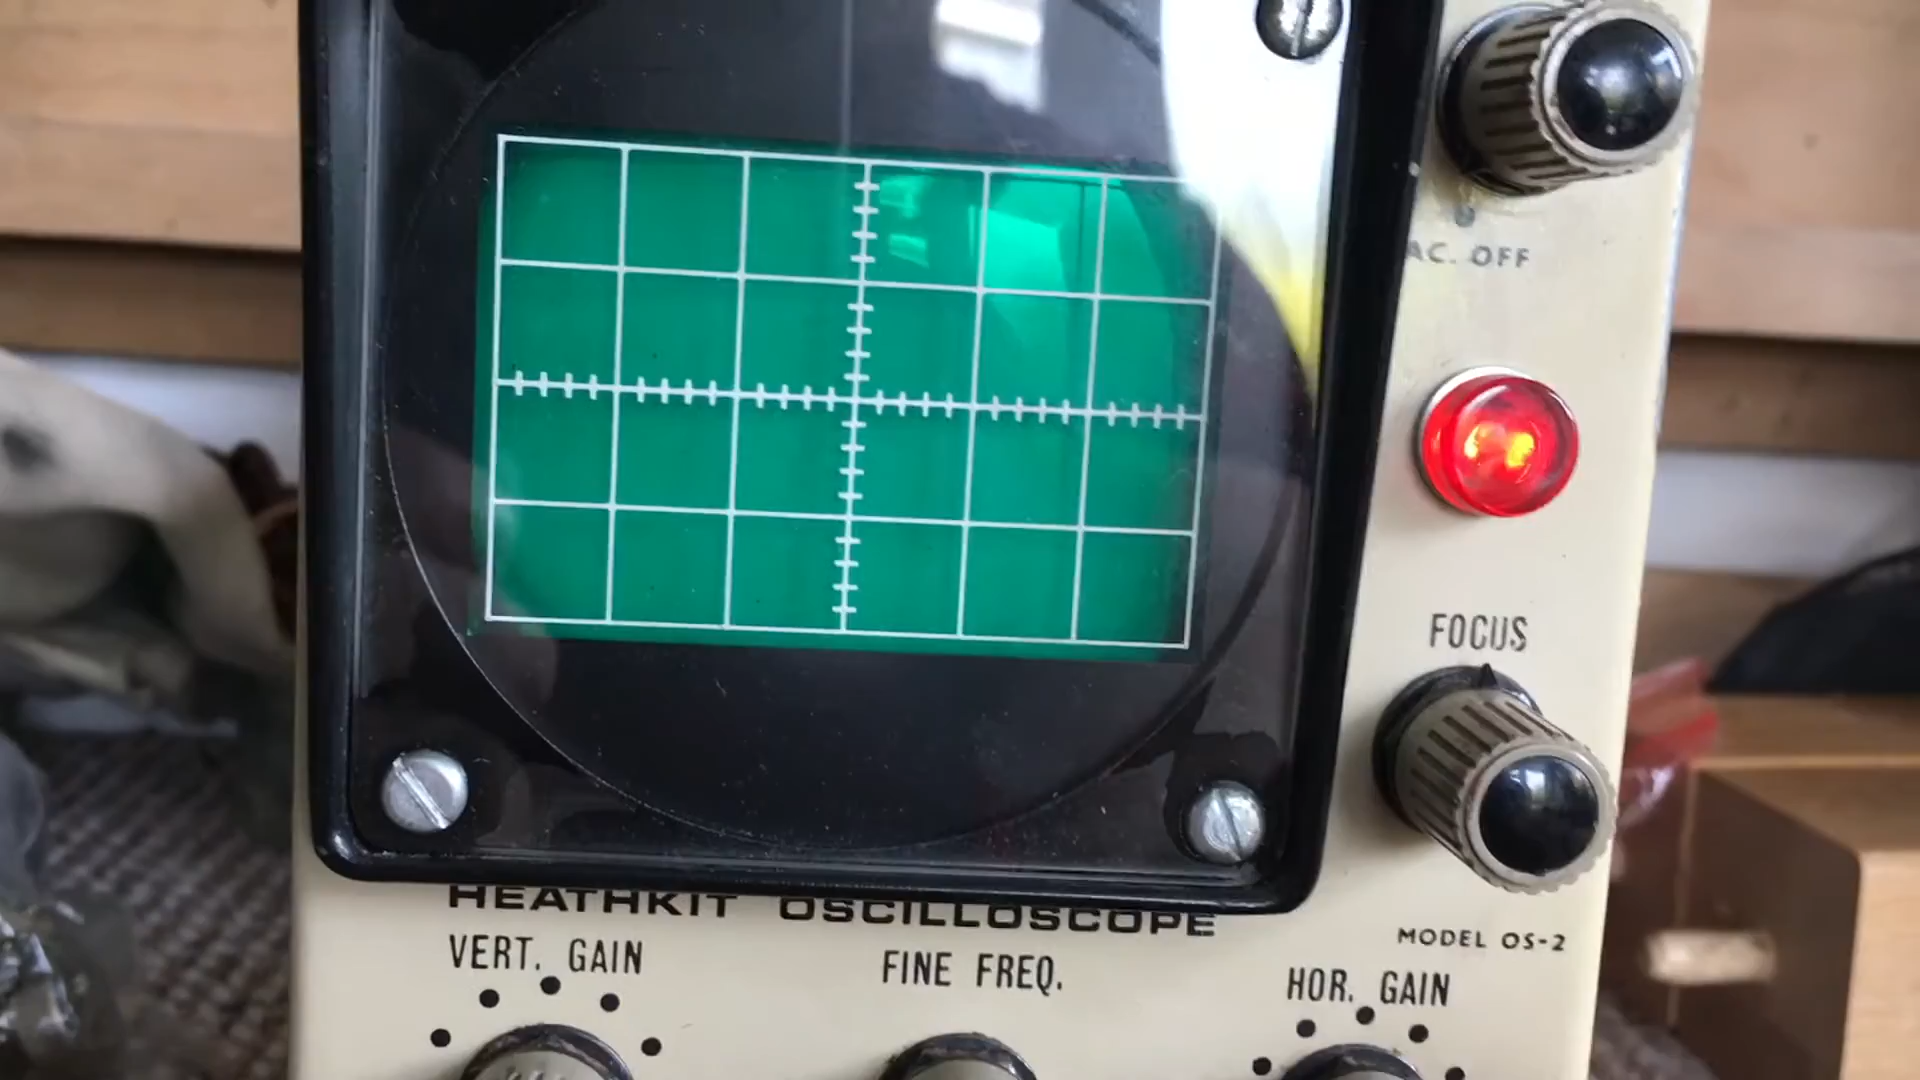 AC. OFF
FOCUS
HEATHKIT OSCILLOSCOPE
MODEL OS-2
VERT. GAIN
FINE FREQ.
HOR. GAIN